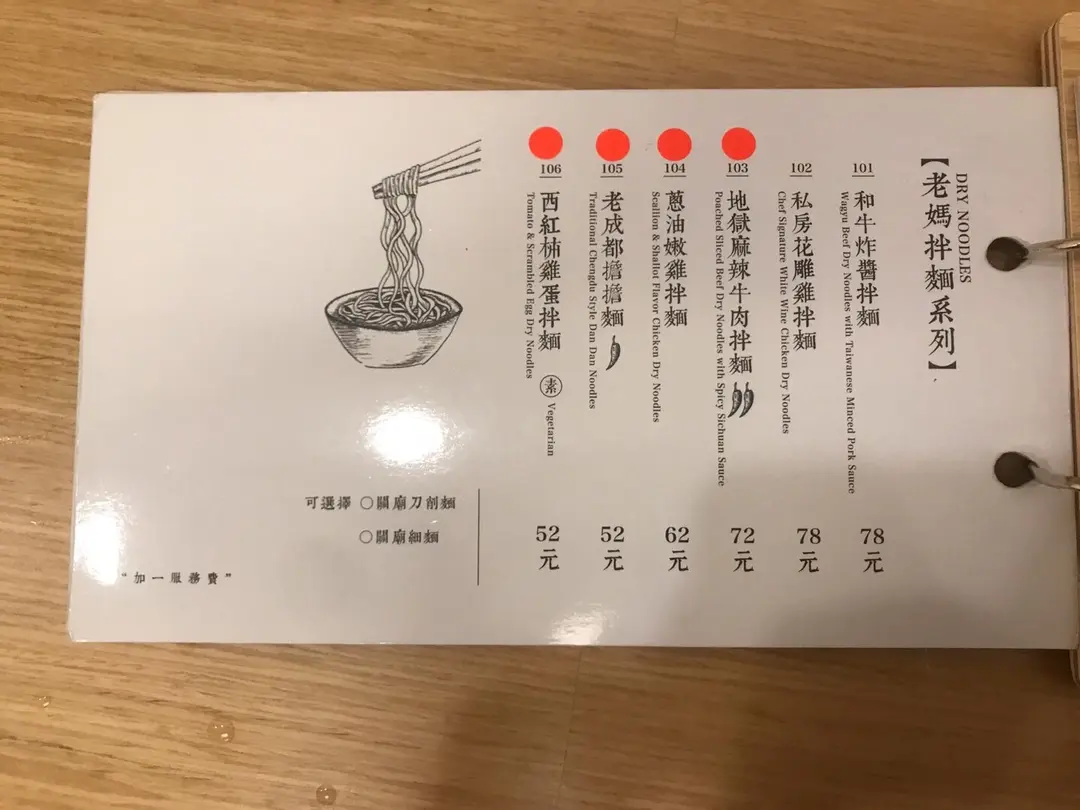 【老媽拌麵系列】
DRY NOODLES
101
和牛炸醬拌麵
Wagyu Beef Dry Noodles with Taiwanese Minced Pork Sauce
78元
102
私房花雕雞拌麵
Chef Signature White Wine Chicken Dry Noodles
78元
103
地獄麻辣牛肉拌麵
Poached Sliced Beef Dry Noodles with Spicy Sichuan Sauce
72元
104
蔥油嫩雞拌麵
Scallion & Shallot Flavor Chicken Dry Noodles
62元
105
老成都擔擔麵
Traditional Chengdu Style Dan Dan Noodles
52元
106
西紅柿雞蛋拌麵 素 Vegetarian
Tomato & Scrambled Egg Dry Noodles
52元
可選擇 〇關廟刀削麵
〇關廟細麵
"加一服務費"